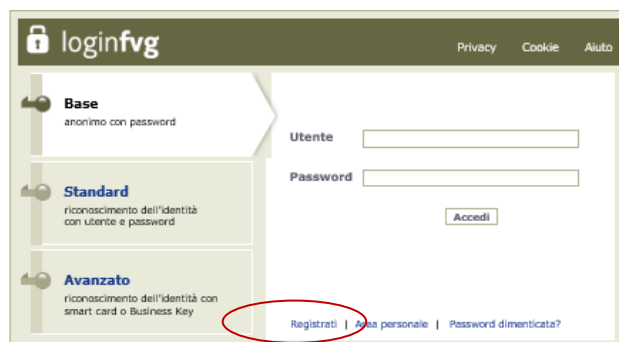 loginfvg
Privacy Cookie Aiuto
Base
anonimo con password
Utente
Password
Accedi
Standard
riconoscimento dell'identità
con utente e password
Avanzato
riconoscimento dell'identità con
smart card o Business Key
Registrati | Area personale | Password dimenticata?